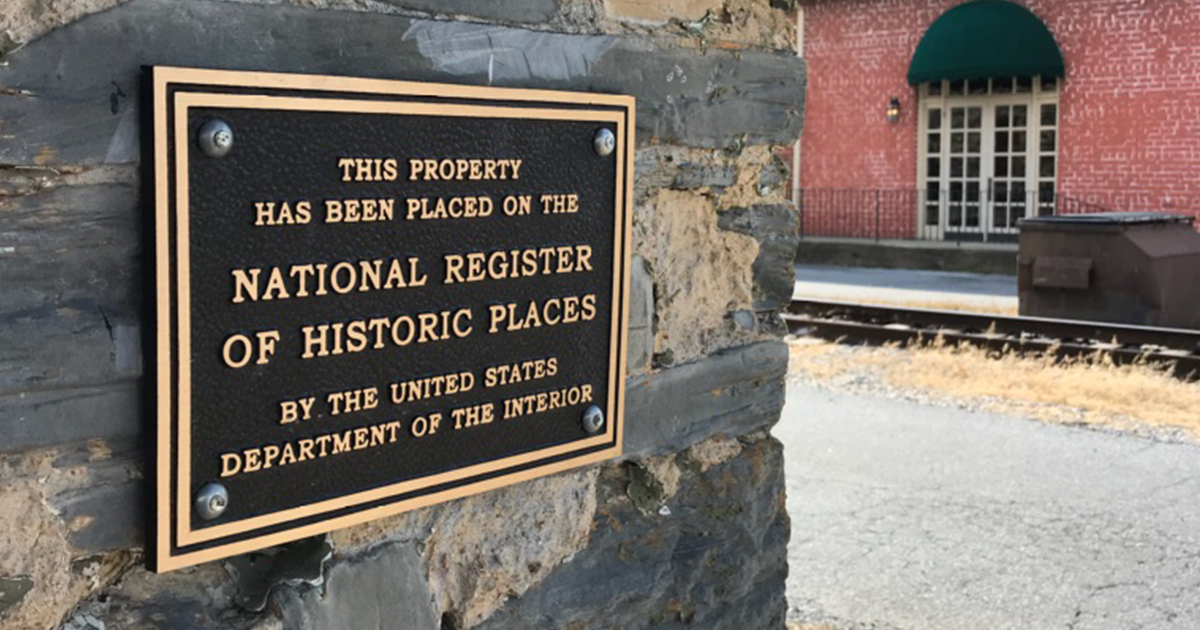 THIS PROPERTY
HAS BEEN PLACED ON THE
NATIONAL REGISTER
OF HISTORIC PLACES
BY THE UNITED STATES
DEPARTMENT OF THE INTERIOR